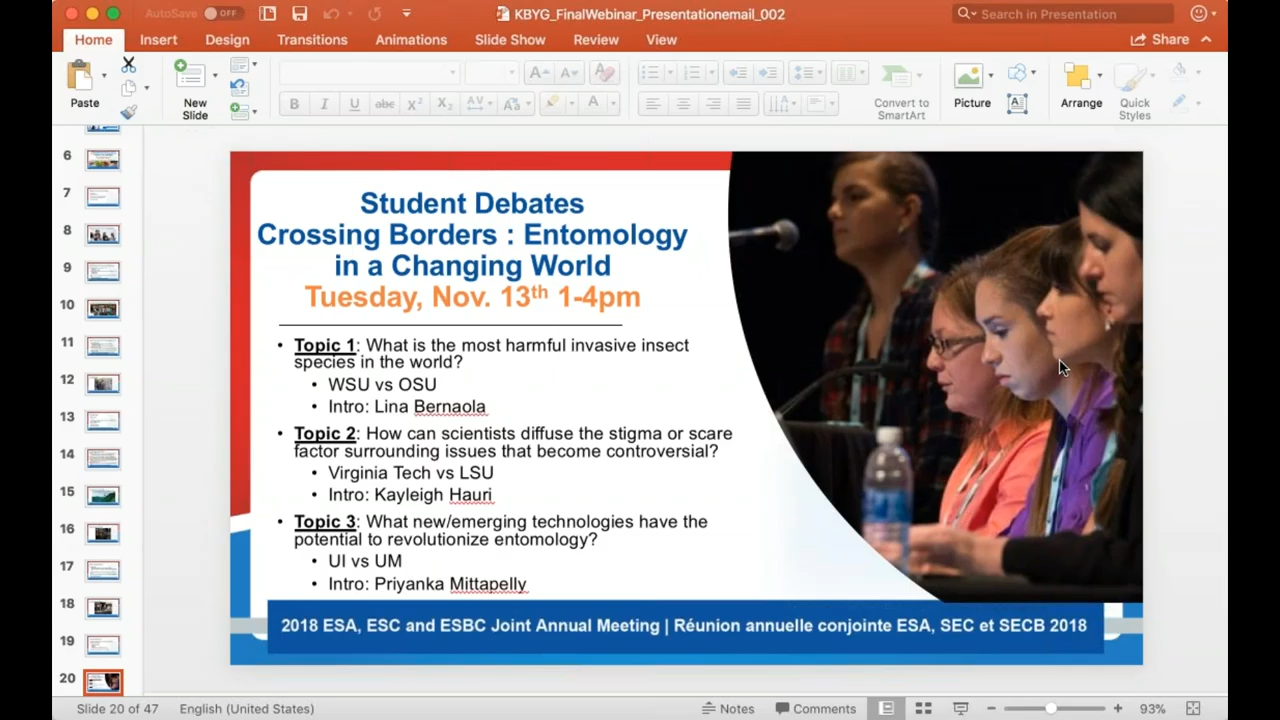 AutoSave OFF
KBYG_FinalWebinar_Presentationemail_002
Search in Presentation
Home Insert Design Transitions Animations Slide Show Review View
Share
Paste
New
Slide
Convert to
SmartArt
Picture
Arrange
Quick
Styles
B I U abc X² X₂ AV Aa A
6
7
8
9
10
11
12
13
14
15
16
17
18
19
20
Student Debates
Crossing Borders : Entomology
in a Changing World
Tuesday, Nov. 13th 1-4pm
• Topic 1: What is the most harmful invasive insect
species in the world?
• WSU vs OSU
• Intro: Lina Bernaola
• Topic 2: How can scientists diffuse the stigma or scare
factor surrounding issues that become controversial?
• Virginia Tech vs LSU
• Intro: Kayleigh Hauri
• Topic 3: What new/emerging technologies have the
potential to revolutionize entomology?
• UI vs UM
• Intro: Priyanka Mittapelly
2018 ESA, ESC and ESBC Joint Annual Meeting | Réunion annuelle conjointe ESA, SEC et SECB 2018
Slide 20 of 47 English (United States)
Notes Comments 93%